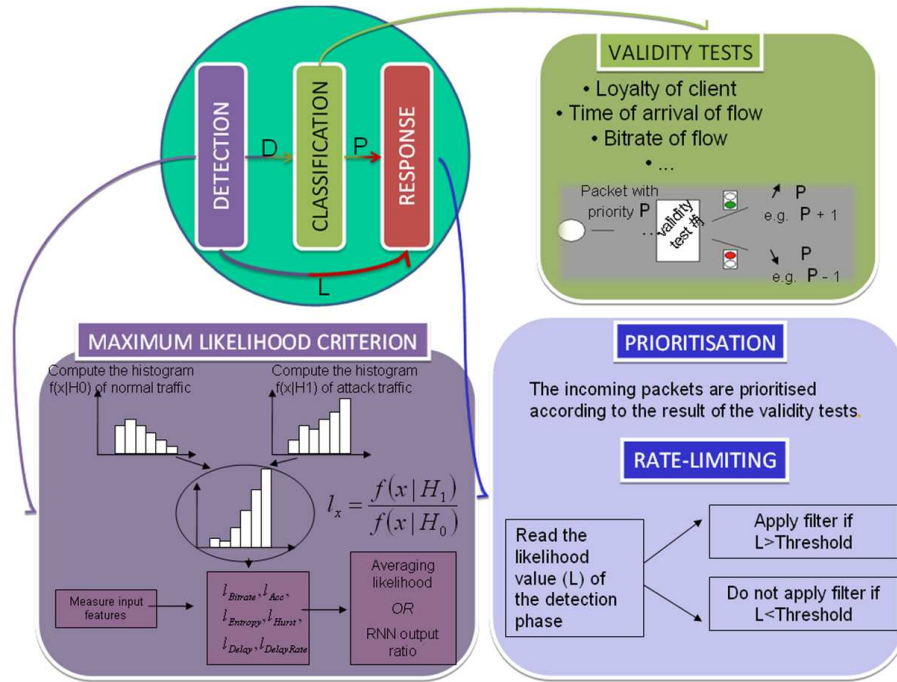 DETECTION
D
CLASSIFICATION
P
RESPONSE
L
VALIDITY TESTS
• Loyalty of client
• Time of arrival of flow
• Bitrate of flow
• ...
Packet with
priority P
...
validity
test #j
P
e.g. P + 1
P
e.g. P - 1
MAXIMUM LIKELIHOOD CRITERION
Compute the histogram
f(x|H0) of normal traffic
Compute the histogram
f(x|H1) of attack traffic
l_x = f(x | H_1) / f(x | H_0)
Measure input
features
l_Bitrate, l_Acc,
l_Entropy, l_Hurst,
l_Delay, l_DelayRate
Averaging
likelihood
OR
RNN output
ratio
PRIORITISATION
The incoming packets are prioritised
according to the result of the validity tests.
RATE-LIMITING
Read the
likelihood
value (L) of
the detection
phase
Apply filter if
L>Threshold
Do not apply filter if
L<Threshold